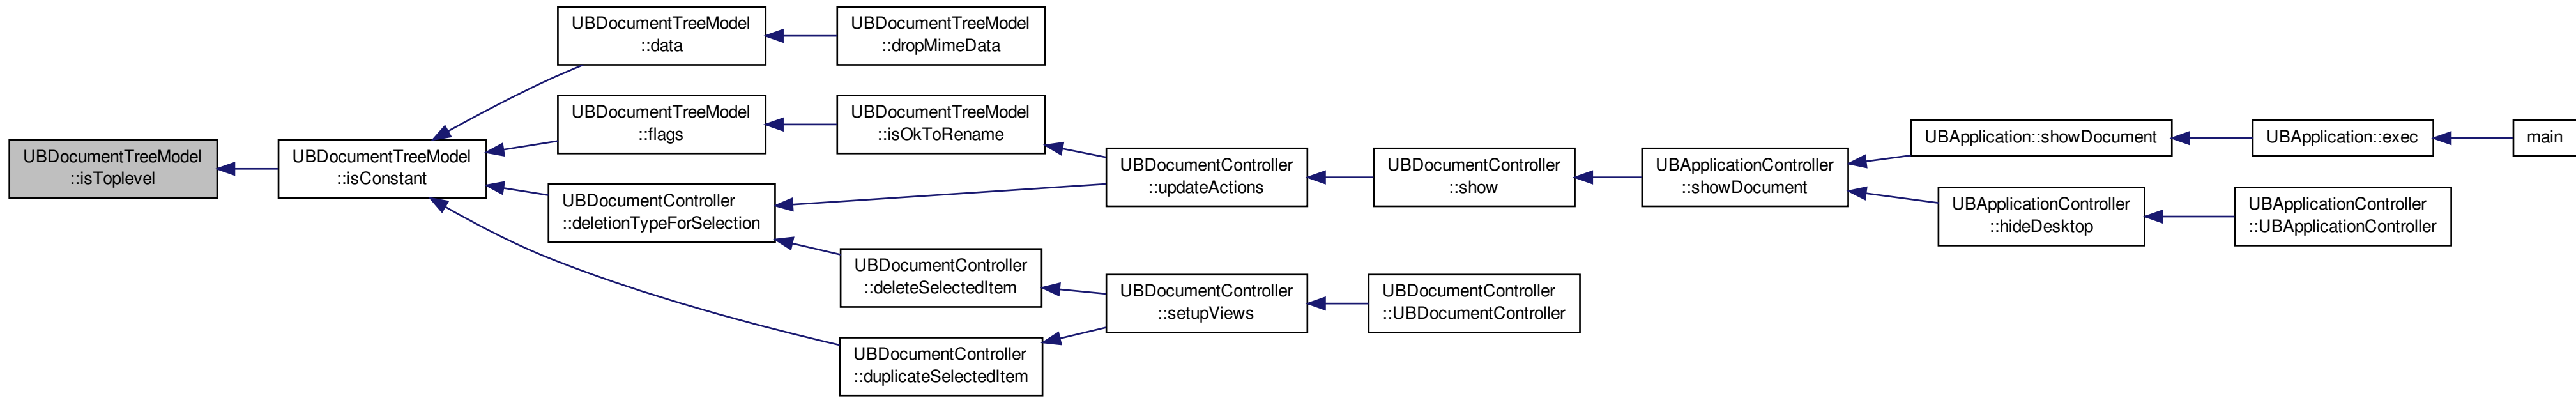 UBDocumentTreeModel
::isToplevel
UBDocumentTreeModel
::isConstant
UBDocumentTreeModel
::data
UBDocumentTreeModel
::dropMimeData
UBDocumentTreeModel
::flags
UBDocumentTreeModel
::isOkToRename
UBDocumentController
::deletionTypeForSelection
UBDocumentController
::updateActions
UBDocumentController
::show
UBApplicationController
::showDocument
UBApplication::showDocument
UBApplication::exec
main
UBApplicationController
::hideDesktop
UBApplicationController
::UBApplicationController
UBDocumentController
::deleteSelectedItem
UBDocumentController
::setupViews
UBDocumentController
::UBDocumentController
UBDocumentController
::duplicateSelectedItem